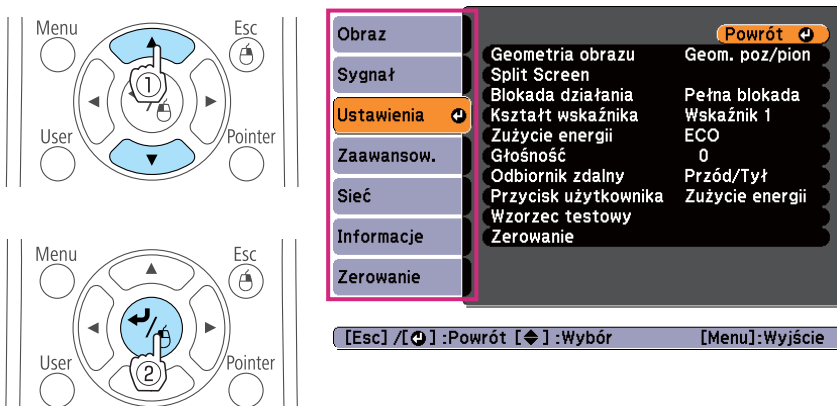 Menu
Esc
1
User
Pointer
Menu
Esc
User
Pointer
2
Obraz
Sygnał
Ustawienia
Zaawansow.
Sieć
Informacje
Zerowanie
Powrót
Geometria obrazu Geom. poz/pion
Split Screen
Blokada działania Pełna blokada
Kształt wskaźnika Wskaźnik 1
Zużycie energii ECO
Głośność 0
Odbiornik zdalny Przód/Tył
Przycisk użytkownika Zużycie energii
Wzorzec testowy
Zerowanie
[Esc] /[ ] :Powrót [ ] :Wybór [Menu]:Wyjście